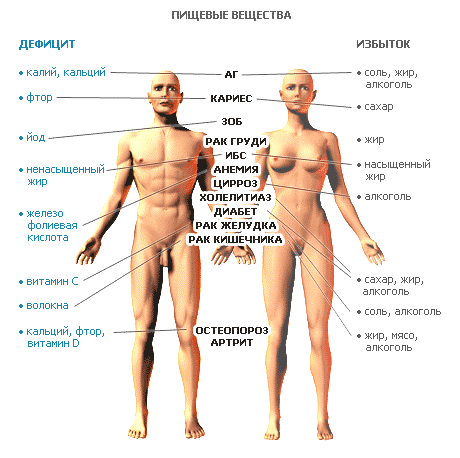 ПИЩЕВЫЕ ВЕЩЕСТВА
ДЕФИЦИТ
• калий, кальций
• фтор
• йод
• ненасыщенный
жир
• железо
фолиевая
кислота
• витамин С
• волокна
• кальций, фтор,
витамин D
АГ
КАРИЕС
ЗОБ
РАК ГРУДИ
ИБС
АНЕМИЯ
ЦИРРОЗ
ХОЛЕЛИТИАЗ
ДИАБЕТ
РАК ЖЕЛУДКА
РАК КИШЕЧНИКА
ОСТЕОПОРОЗ
АРТРИТ
ИЗБЫТОК
• соль, жир,
алкоголь
• сахар
• жир
• насыщенный
жир
• алкоголь
• сахар, жир,
алкоголь
• соль, алкоголь
• жир, мясо,
алкоголь